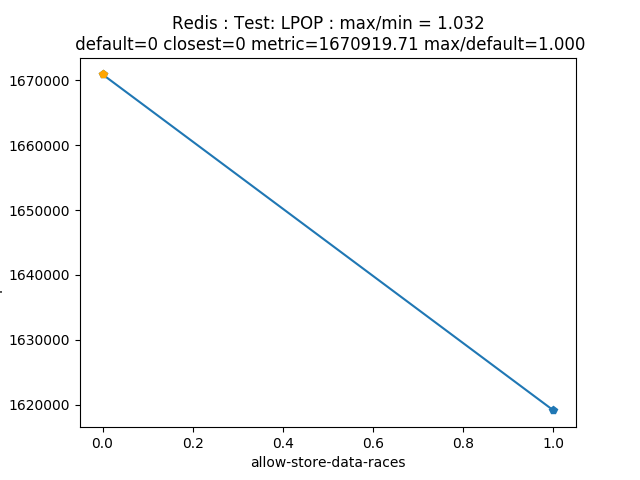 Redis : Test: LPOP : max/min = 1.032
default=0 closest=0 metric=1670919.71 max/default=1.000
1670000
1660000
1650000
1640000
1630000
1620000
0.0 0.2 0.4 0.6 0.8 1.0
allow-store-data-races